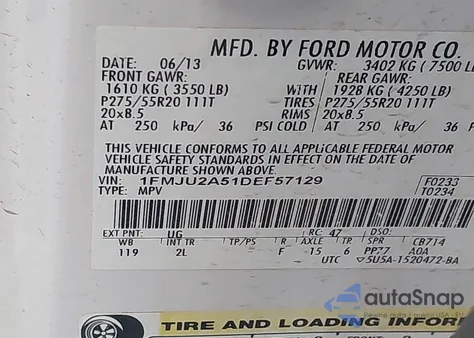 MFD. BY FORD MOTOR CO.
DATE: 06/13 GVWR: 3402 KG ( 7500 LB
FRONT GAWR: REAR GAWR:
1610 KG ( 3550 LB) WITH 1928 KG ( 4250 LB)
P275/55R20 111T TIRES P275/55R20 111T
20x8.5 RIMS 20x8.5
AT 250 kPa/ 36 PSI COLD AT 250 kPa/ 36
THIS VEHICLE CONFORMS TO ALL APPLICABLE FEDERAL MOTOR
VEHICLE SAFETY STANDARDS IN EFFECT ON THE DATE OF
MANUFACTURE SHOWN ABOVE.
VIN: 1FMJU2A51DEF57129 F0233
TYPE: MPV T0234
EXT PNT: UG RC: 47 DSO:
WB INT TR TP/PS R AXLE TR SPR CB714
119 2L F 15 6 PP77 A0A
UTC 5U5A-1520472-BA
autoSnap
Pewne auto z USA
TIRE AND LOADING INFOR